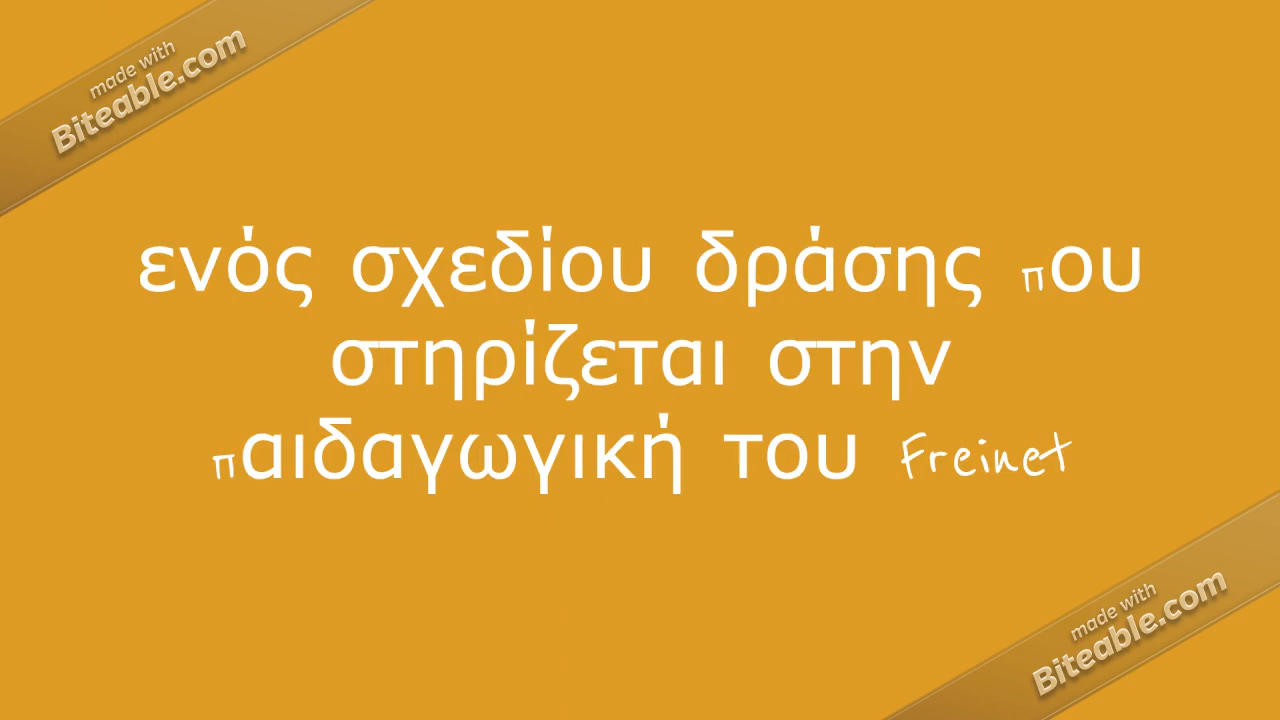 made with
Biteable.com
ενός σχεδίου δράσης που
στηρίζεται στην
παιδαγωγική του Freinet
made with
Biteable.com